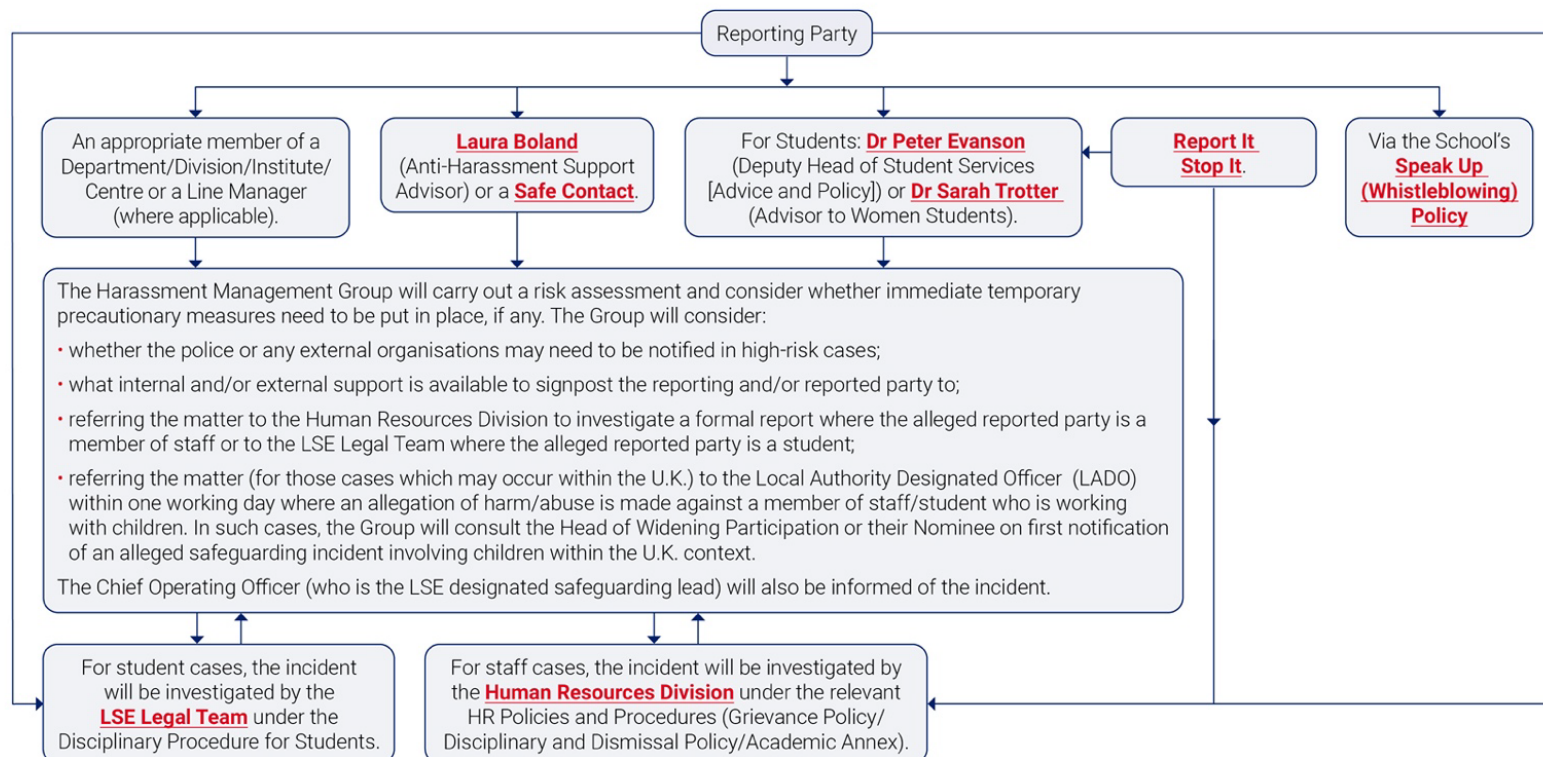 Reporting Party
An appropriate member of a
Department/Division/Institute/
Centre or a Line Manager
(where applicable).
Laura Boland
(Anti-Harassment Support
Advisor) or a Safe Contact.
For Students: Dr Peter Evanson
(Deputy Head of Student Services
[Advice and Policy]) or Dr Sarah Trotter
(Advisor to Women Students).
Report It
Stop It.
Via the School’s
Speak Up
(Whistleblowing)
Policy
The Harassment Management Group will carry out a risk assessment and consider whether immediate temporary
precautionary measures need to be put in place, if any. The Group will consider:
• whether the police or any external organisations may need to be notified in high-risk cases;
• what internal and/or external support is available to signpost the reporting and/or reported party to;
• referring the matter to the Human Resources Division to investigate a formal report where the alleged reported party is a
member of staff or to the LSE Legal Team where the alleged reported party is a student;
• referring the matter (for those cases which may occur within the U.K.) to the Local Authority Designated Officer (LADO)
within one working day where an allegation of harm/abuse is made against a member of staff/student who is working
with children. In such cases, the Group will consult the Head of Widening Participation or their Nominee on first notification
of an alleged safeguarding incident involving children within the U.K. context.
The Chief Operating Officer (who is the LSE designated safeguarding lead) will also be informed of the incident.
For student cases, the incident
will be investigated by the
LSE Legal Team under the
Disciplinary Procedure for Students.
For staff cases, the incident will be investigated by
the Human Resources Division under the relevant
HR Policies and Procedures (Grievance Policy/
Disciplinary and Dismissal Policy/Academic Annex).